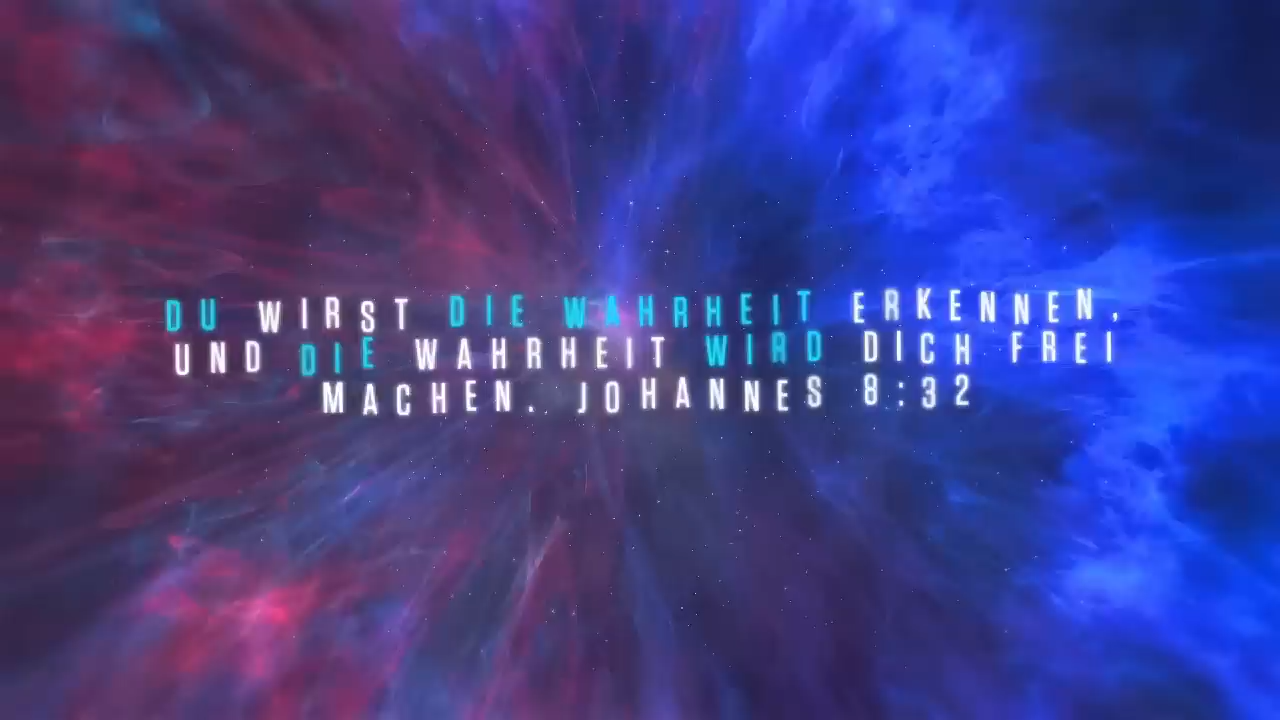 DU WIRST DIE WAHRHEIT ERKENNEN,
UND DIE WAHRHEIT WIRD DICH FREI
MACHEN. JOHANNES 8:32